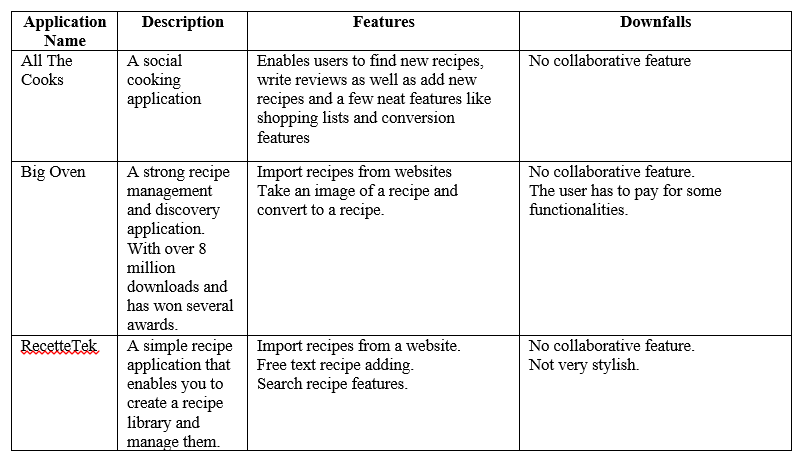 Application Name
Description
Features
Downfalls
All The
Cooks
A social
cooking
application
Enables users to find new recipes,
write reviews as well as add new
recipes and a few neat features like
shopping lists and conversion
features
No collaborative feature
Big Oven
A strong recipe
management
and discovery
application.
With over 8
million
downloads and
has won several
awards.
Import recipes from websites
Take an image of a recipe and
convert to a recipe.
No collaborative feature.
The user has to pay for some
functionalities.
RecetteTek
A simple recipe
application that
enables you to
create a recipe
library and
manage them.
Import recipes from a website.
Free text recipe adding.
Search recipe features.
No collaborative feature.
Not very stylish.